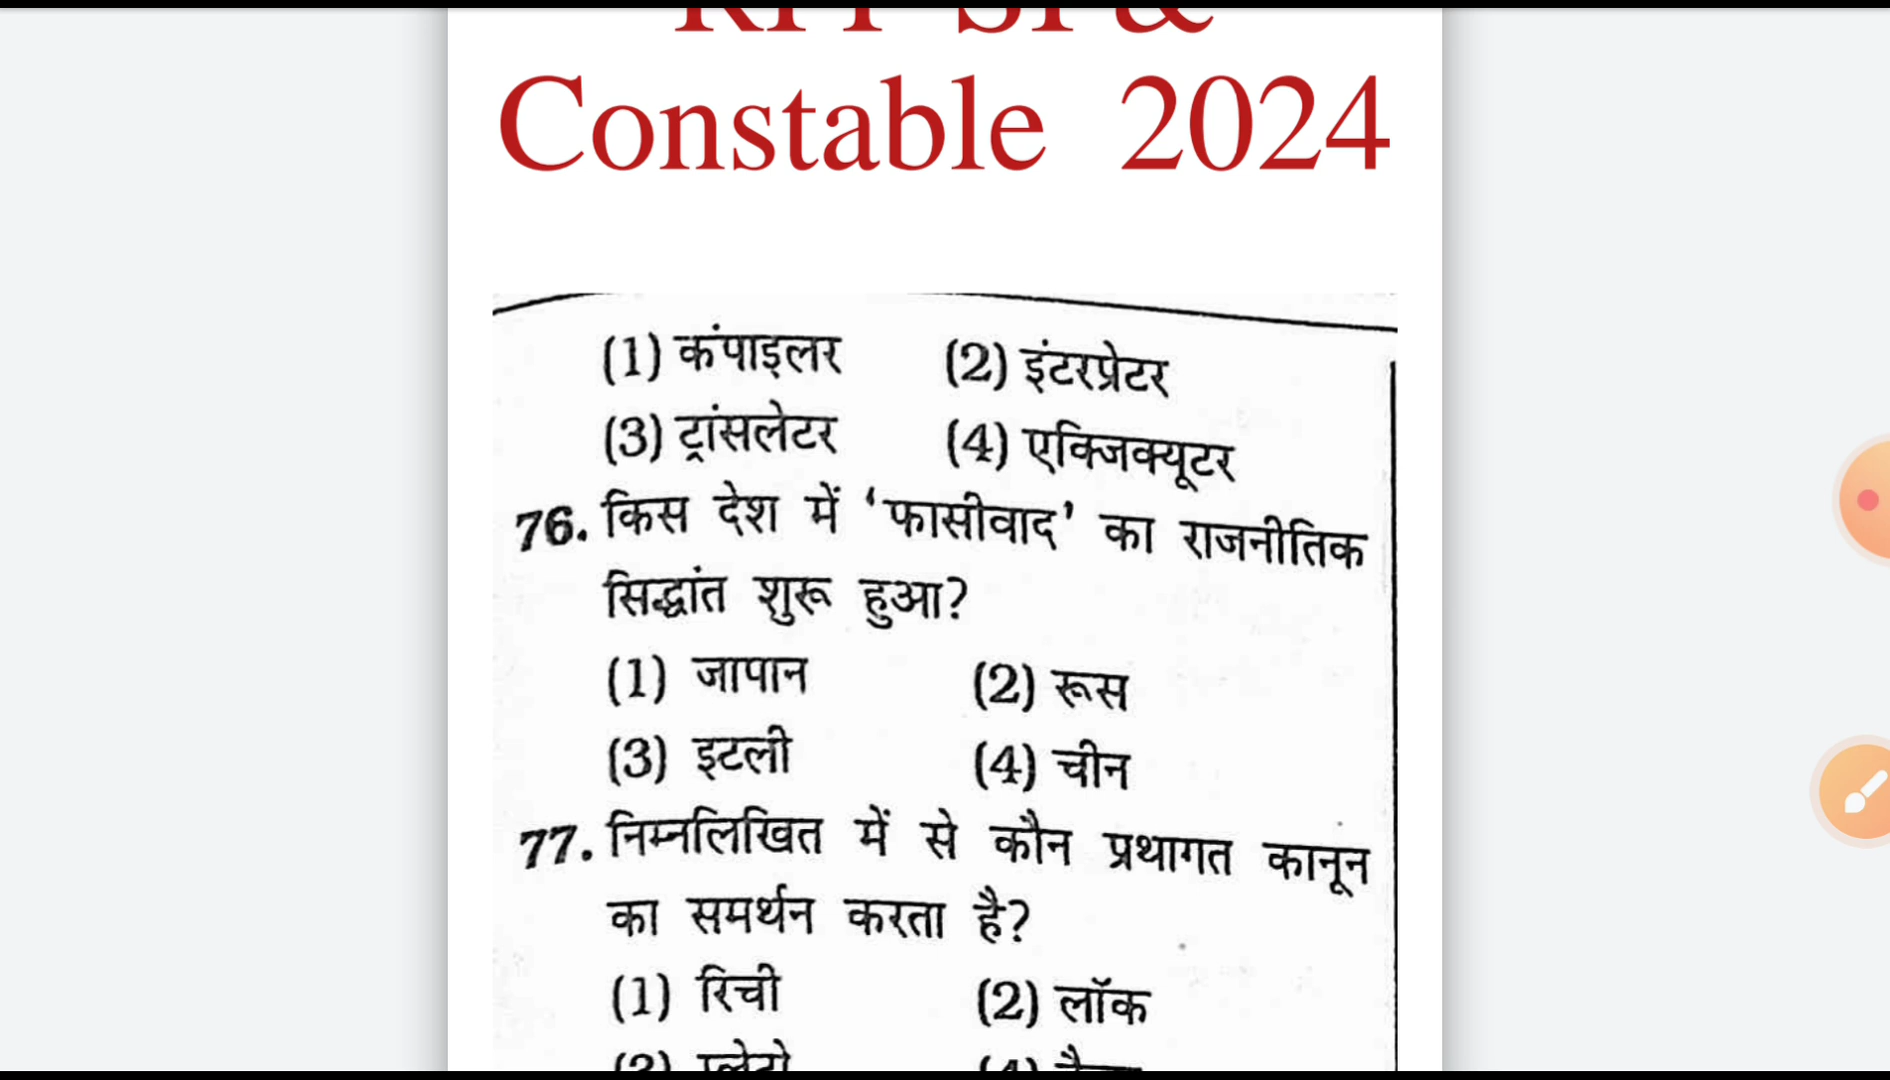 Constable 2024
(1) कंपाइलर (2) इंटरप्रेटर
(3) ट्रांसलेटर (4) एक्जिक्यूटर
76. किस देश में ‘फासीवाद’ का राजनीतिक
सिद्धांत शुरू हुआ?
(1) जापान (2) रूस
(3) इटली (4) चीन
77. निम्नलिखित में से कौन प्रथागत कानून
का समर्थन करता है?
(1) रिची (2) लॉक